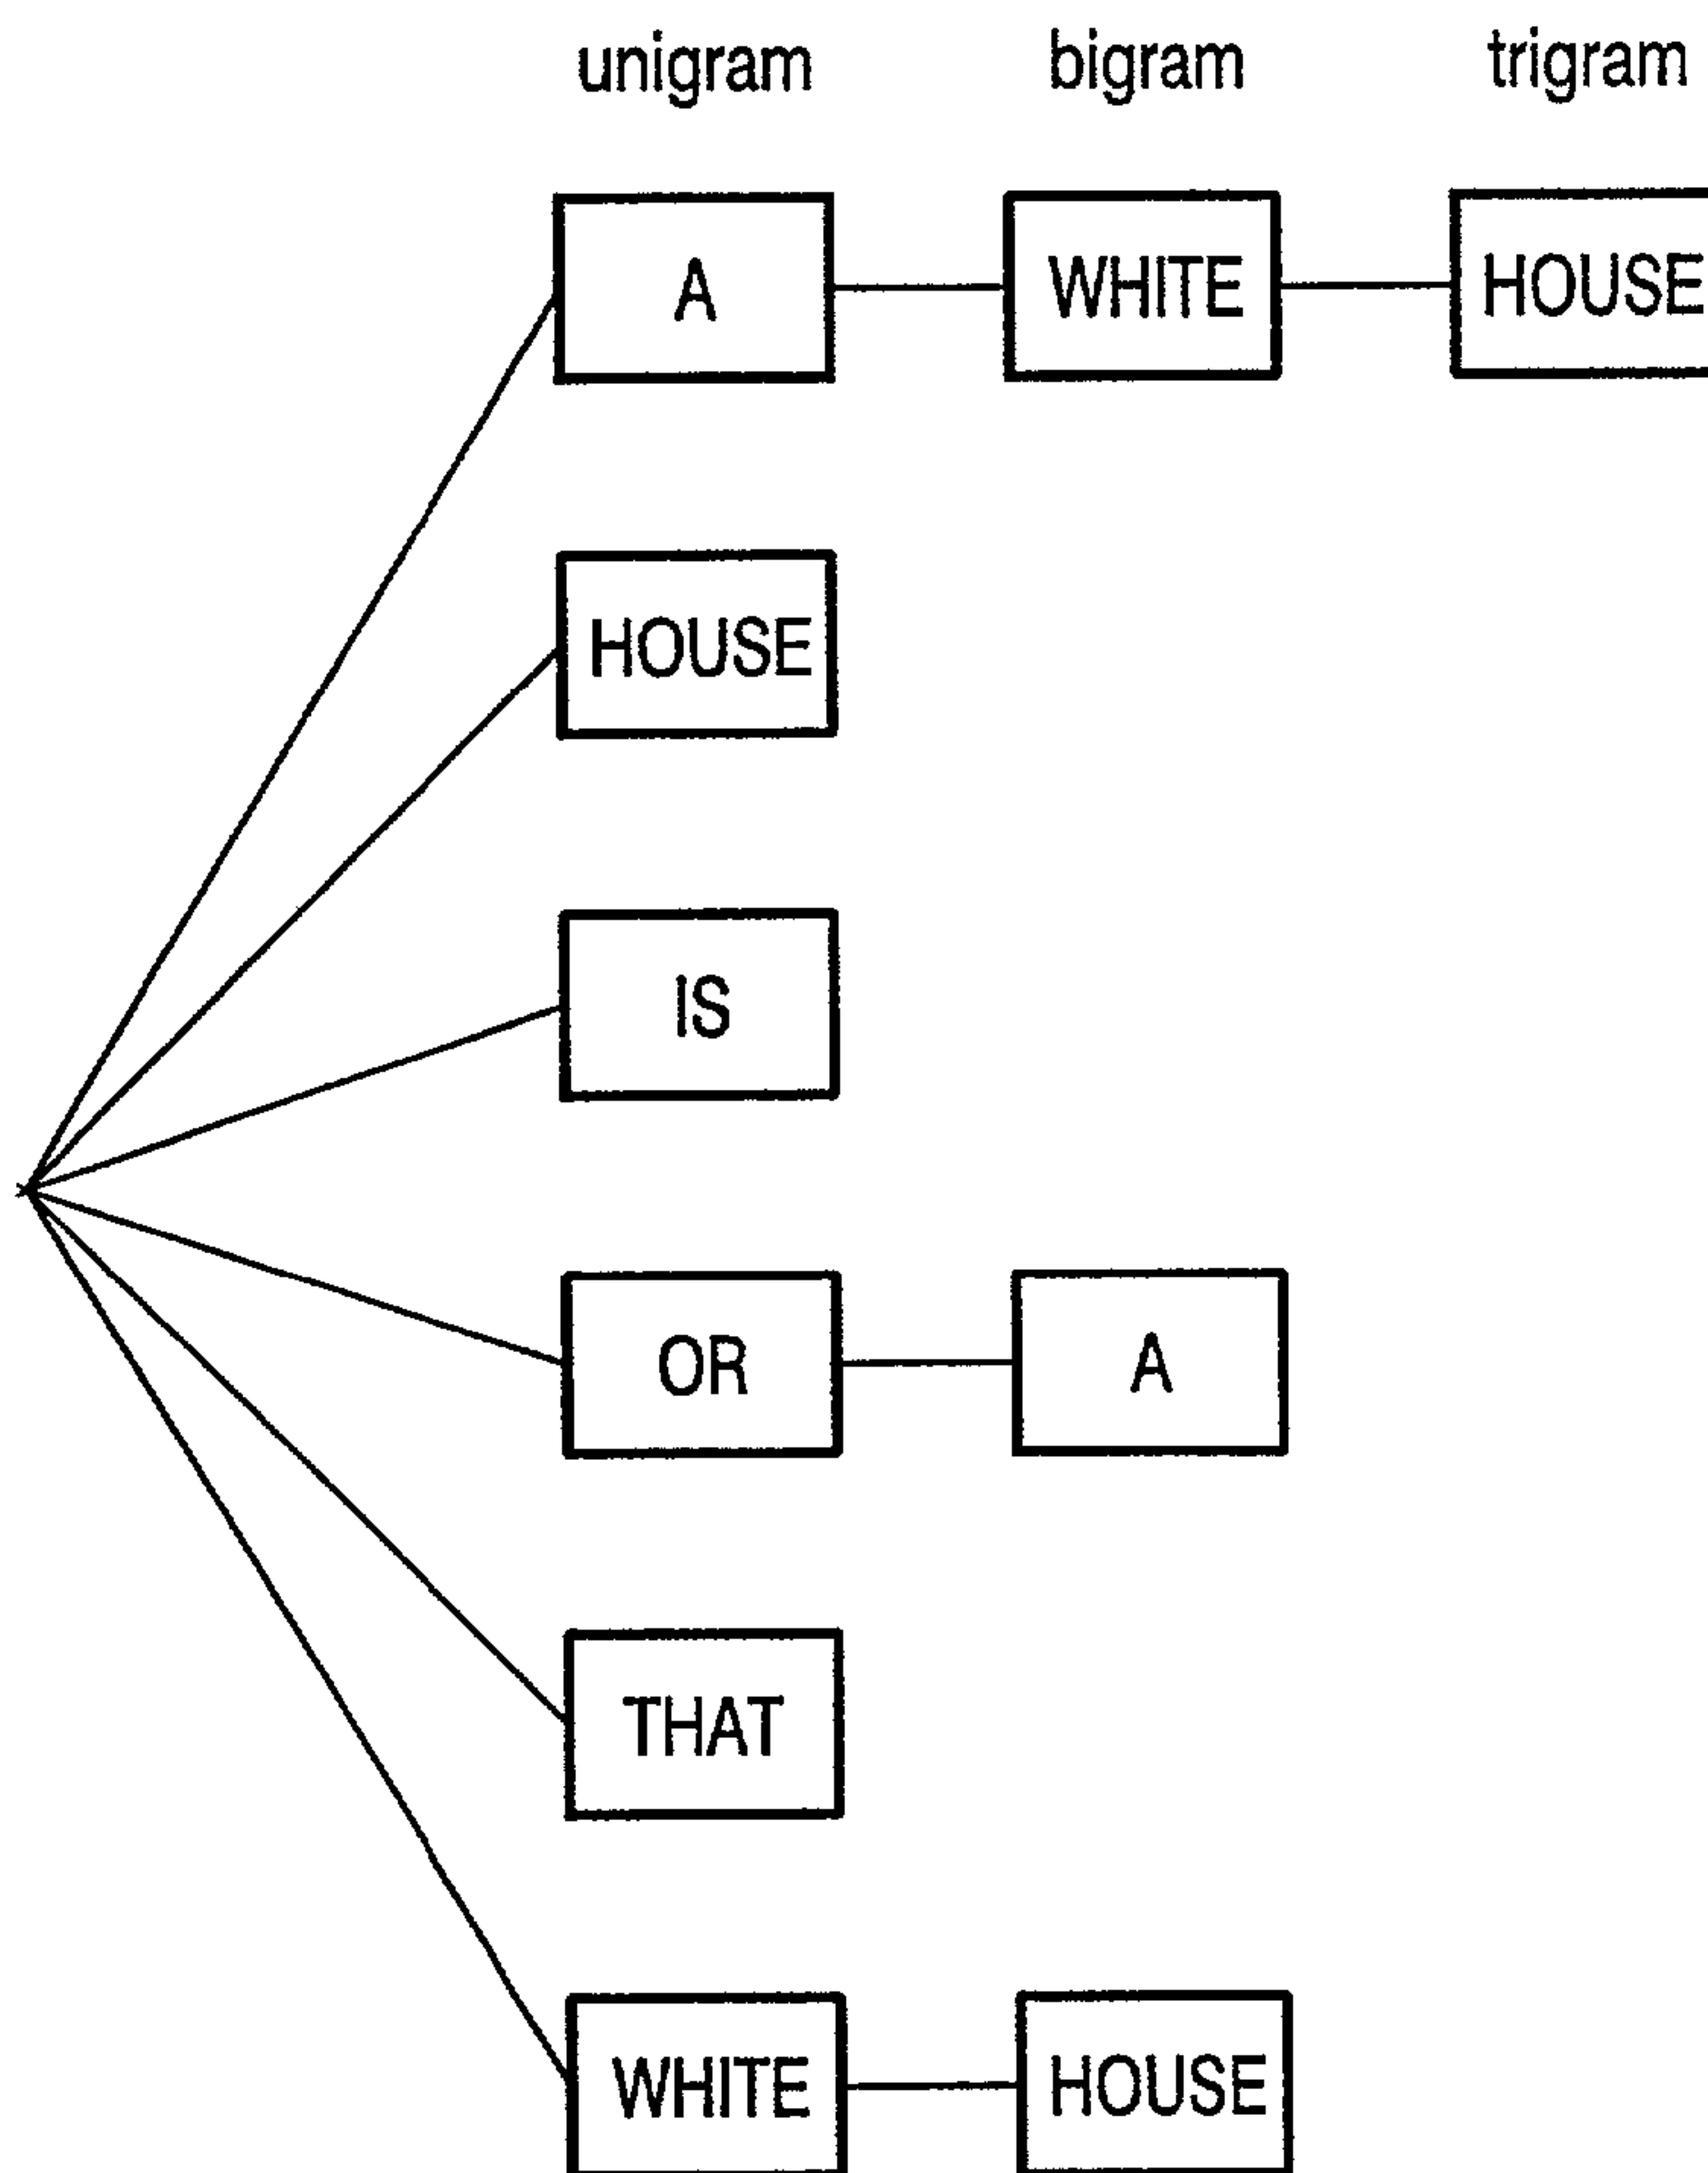 unigram bigram trigram
A WHITE HOUSE
HOUSE
IS
OR A
THAT
WHITE HOUSE